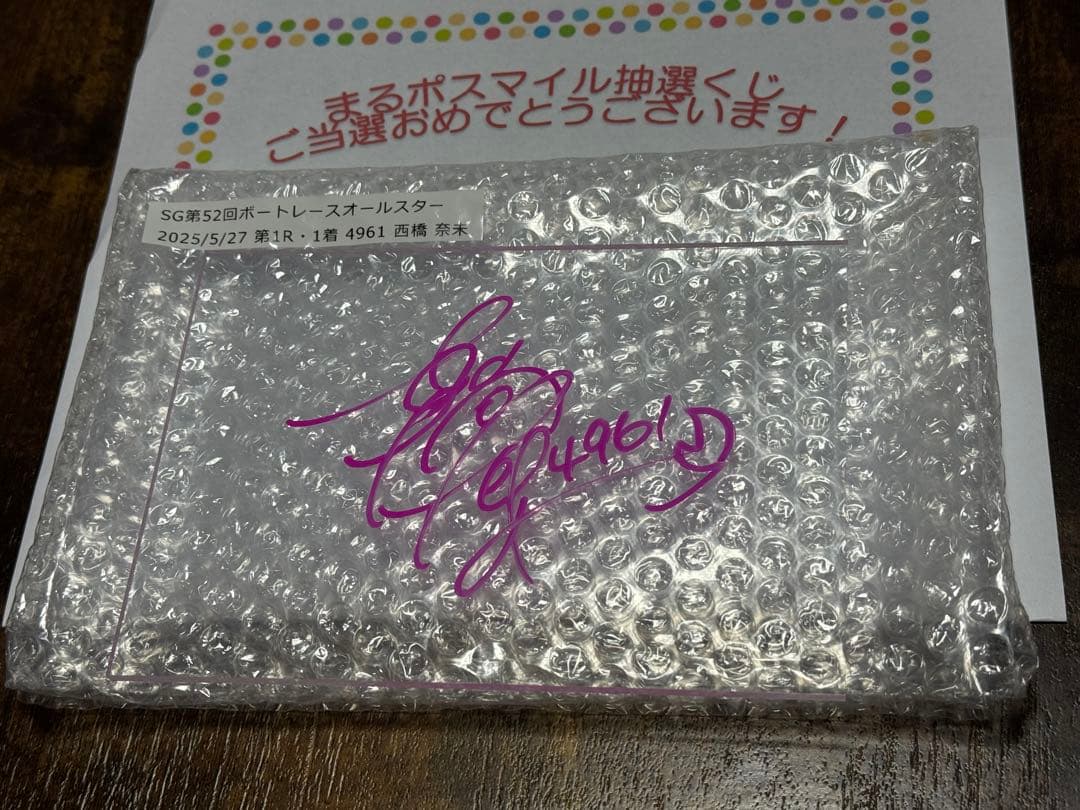 まるポスマイル抽選くじ
ご当選おめでとうございます！
SG第52回ボートレースオールスター
2025/5/27 第1R・1着 4961 西橋 奈未
4961